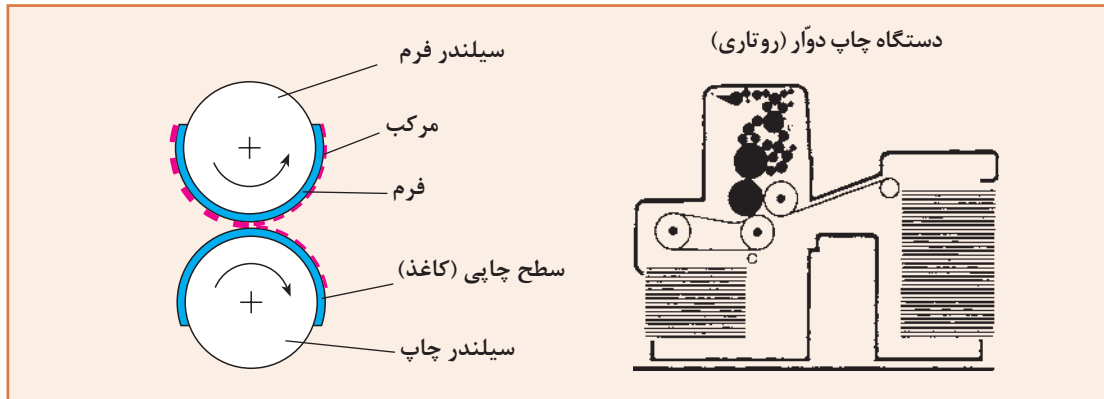 دستگاه چاپ دوّار (روتاری)
سیلندر فرم
مرکب
فرم
سطح چاپی (کاغذ)
سیلندر چاپ